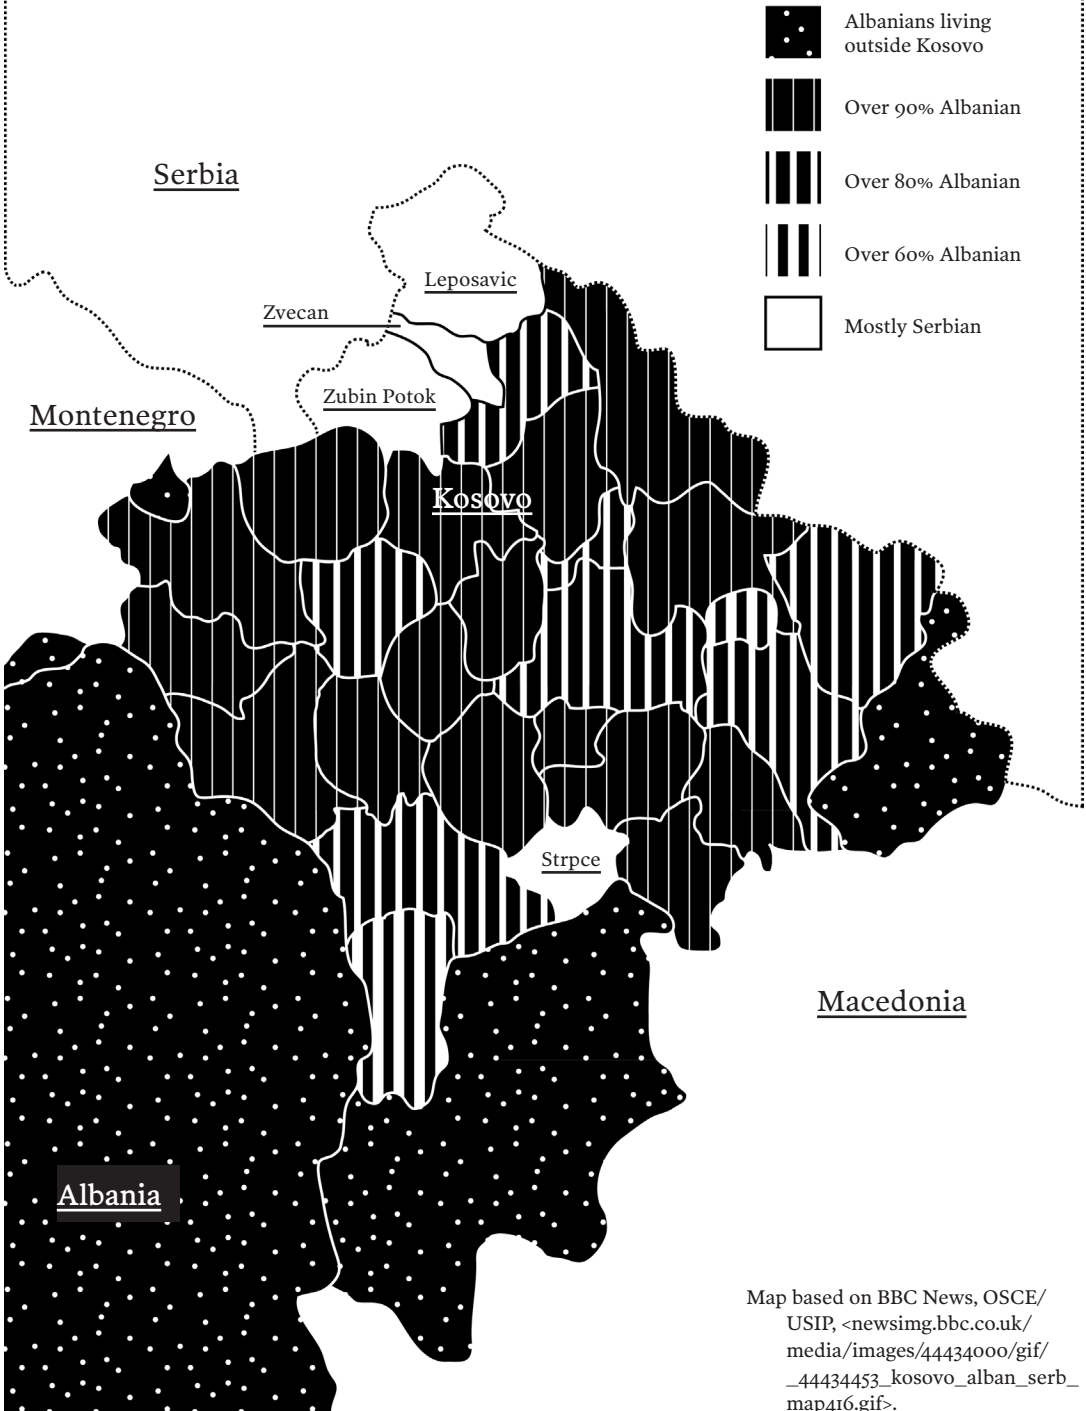 Albanians living
outside Kosovo
Over 90% Albanian
Over 80% Albanian
Over 60% Albanian
Mostly Serbian
Serbia
Leposavic
Zvecan
Zubin Potok
Montenegro
Kosovo
Strpce
Macedonia
Albania
Map based on BBC News, OSCE/
USIP, <newsimg.bbc.co.uk/
media/images/44434000/gif/
_44434453_kosovo_alban_serb_
map416.gif>.